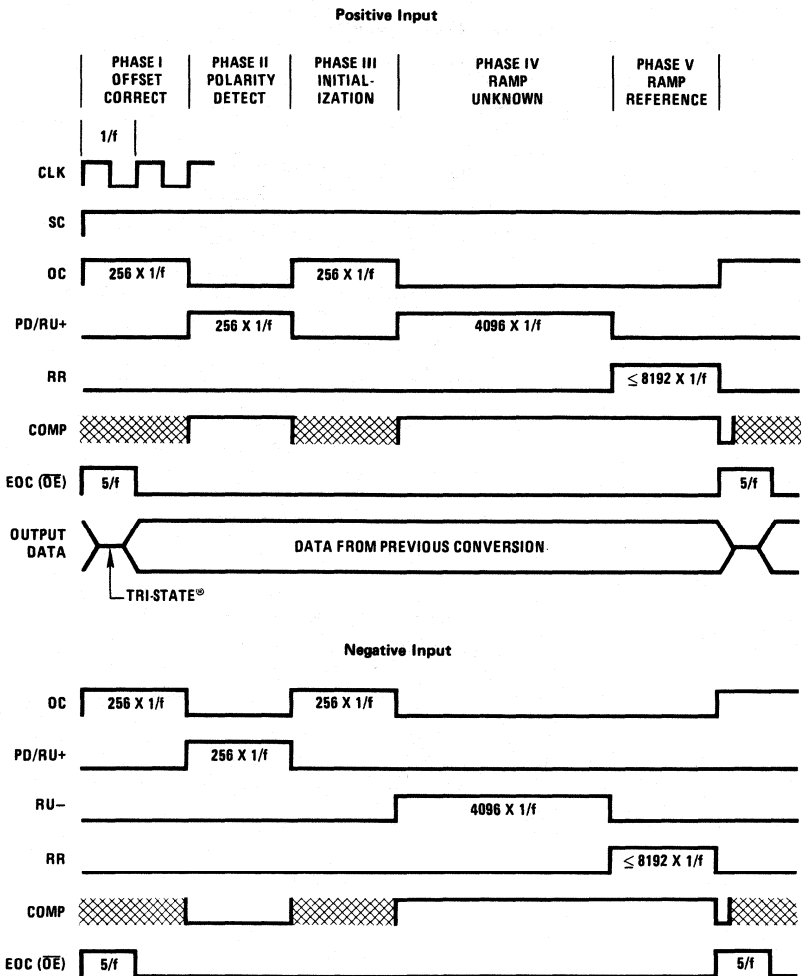 Positive Input
PHASE I
OFFSET
CORRECT
PHASE II
POLARITY
DETECT
PHASE III
INITIAL-
IZATION
PHASE IV
RAMP
UNKNOWN
PHASE V
RAMP
REFERENCE
1/f
CLK
SC
OC 256 X 1/f 256 X 1/f
PD/RU+ 256 X 1/f 4096 X 1/f
RR ≤ 8192 X 1/f
COMP
EOC (O̅E̅) 5/f 5/f
OUTPUT
DATA
DATA FROM PREVIOUS CONVERSION
TRI-STATE®
Negative Input
OC 256 X 1/f 256 X 1/f
PD/RU+ 256 X 1/f
RU− 4096 X 1/f
RR ≤ 8192 X 1/f
COMP
EOC (O̅E̅) 5/f 5/f